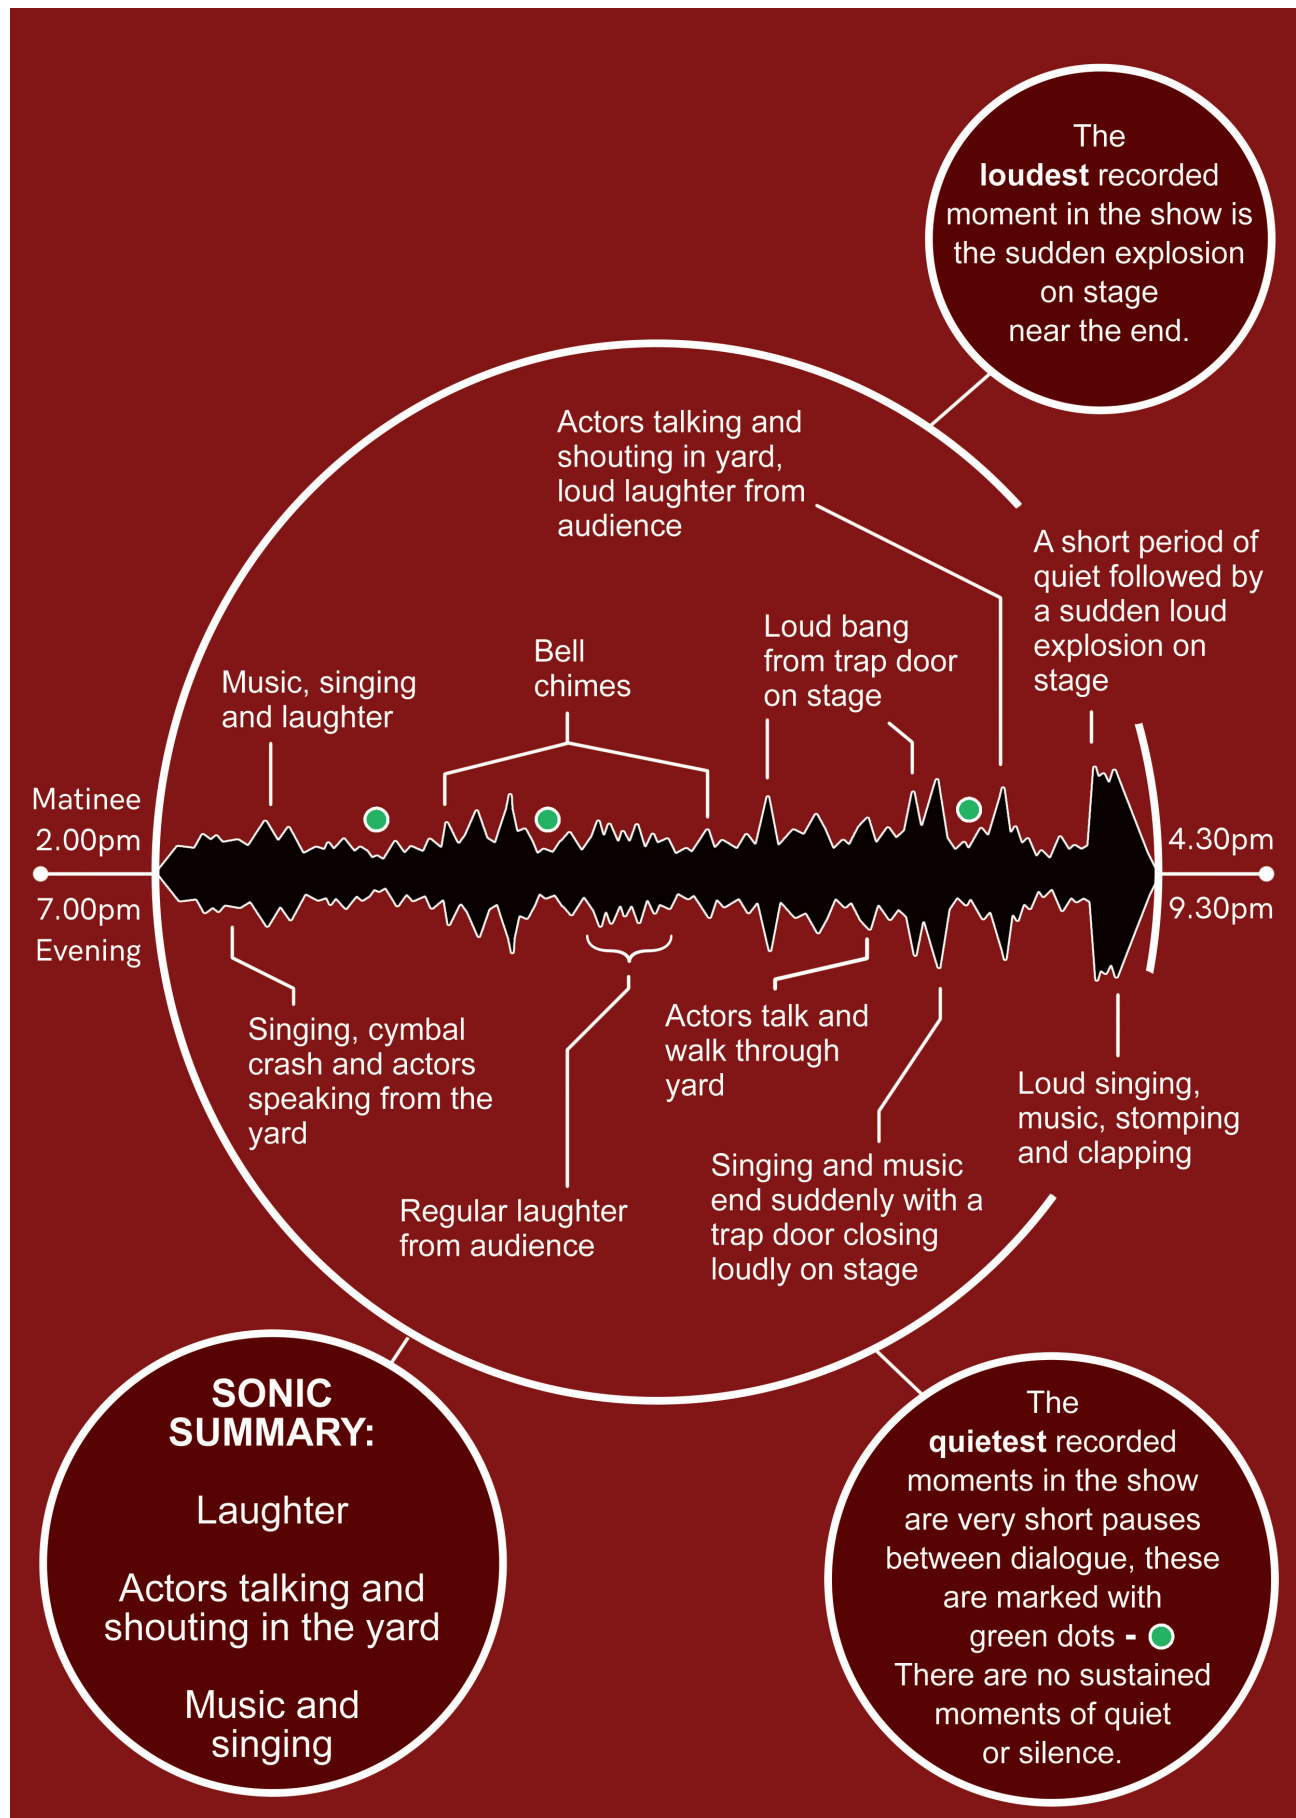 The
loudest recorded
moment in the show is
the sudden explosion
on stage
near the end.
Actors talking and
shouting in yard,
loud laughter from
audience
A short period of
quiet followed by
a sudden loud
explosion on
stage
Loud bang
from trap door
on stage
Bell
chimes
Music, singing
and laughter
Matinee
2.00pm
7.00pm
Evening
4.30pm
9.30pm
Singing, cymbal
crash and actors
speaking from the
yard
Regular laughter
from audience
Actors talk and
walk through
yard
Singing and music
end suddenly with a
trap door closing
loudly on stage
Loud singing,
music, stomping
and clapping
SONIC
SUMMARY:
Laughter
Actors talking and
shouting in the yard
Music and
singing
The
quietest recorded
moments in the show
are very short pauses
between dialogue, these
are marked with
green dots -
There are no sustained
moments of quiet
or silence.